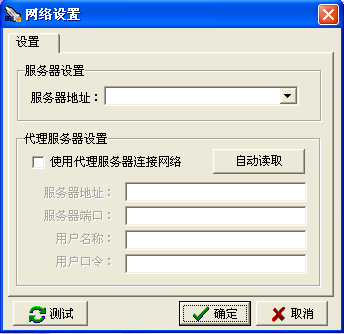 网络设置
设置
服务器设置
服务器地址：
代理服务器设置
使用代理服务器连接网络 自动读取
服务器地址：
服务器端口：
用户名称：
用户口令：
测试 确定 取消